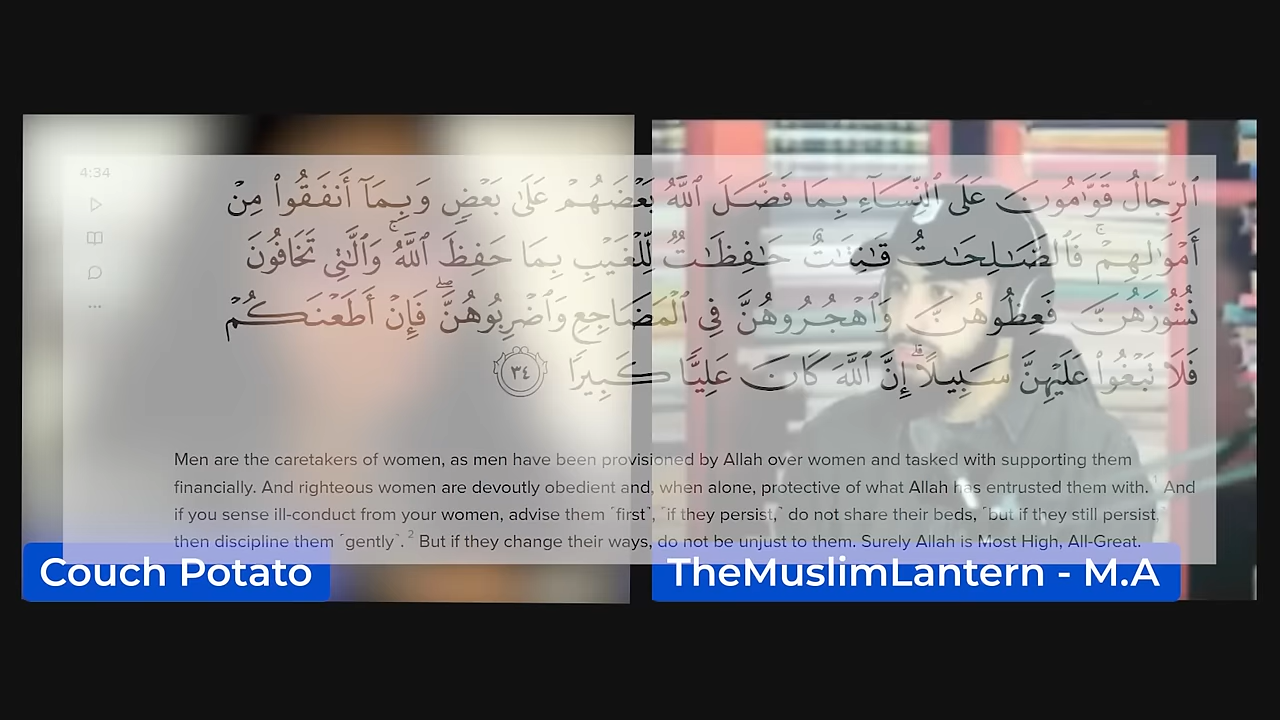 4:34
ٱلرِّجَالُ قَوَّٰمُونَ عَلَى ٱلنِّسَآءِ بِمَا فَضَّلَ ٱللَّهُ بَعْضَهُمْ عَلَىٰ بَعْضٍ وَبِمَآ أَنفَقُوا۟ مِنْ
أَمْوَٰلِهِمْ ۚ فَٱلصَّـٰلِحَـٰتُ قَـٰنِتَـٰتٌ حَـٰفِظَـٰتٌ لِّلْغَيْبِ بِمَا حَفِظَ ٱللَّهُ ۚ وَٱلَّـٰتِى تَخَافُونَ
نُشُوزَهُنَّ فَعِظُوهُنَّ وَٱهْجُرُوهُنَّ فِى ٱلْمَضَاجِعِ وَٱضْرِبُوهُنَّ ۖ فَإِنْ أَطَعْنَكُمْ
فَلَا تَبْغُوا۟ عَلَيْهِنَّ سَبِيلًا ۗ إِنَّ ٱللَّهَ كَانَ عَلِيًّا كَبِيرًا ٣٤
Men are the caretakers of women, as men have been provisioned by Allah over women and tasked with supporting them
financially. And righteous women are devoutly obedient and, when alone, protective of what Allah has entrusted them with.1 And
if you sense ill-conduct from your women, advise them ˹first˺, ˹if they persist,˺ do not share their beds, ˹but if they still persist,˺
then discipline them ˹gently˺.2 But if they change their ways, do not be unjust to them. Surely Allah is Most High, All-Great.
Couch Potato
TheMuslimLantern - M.A